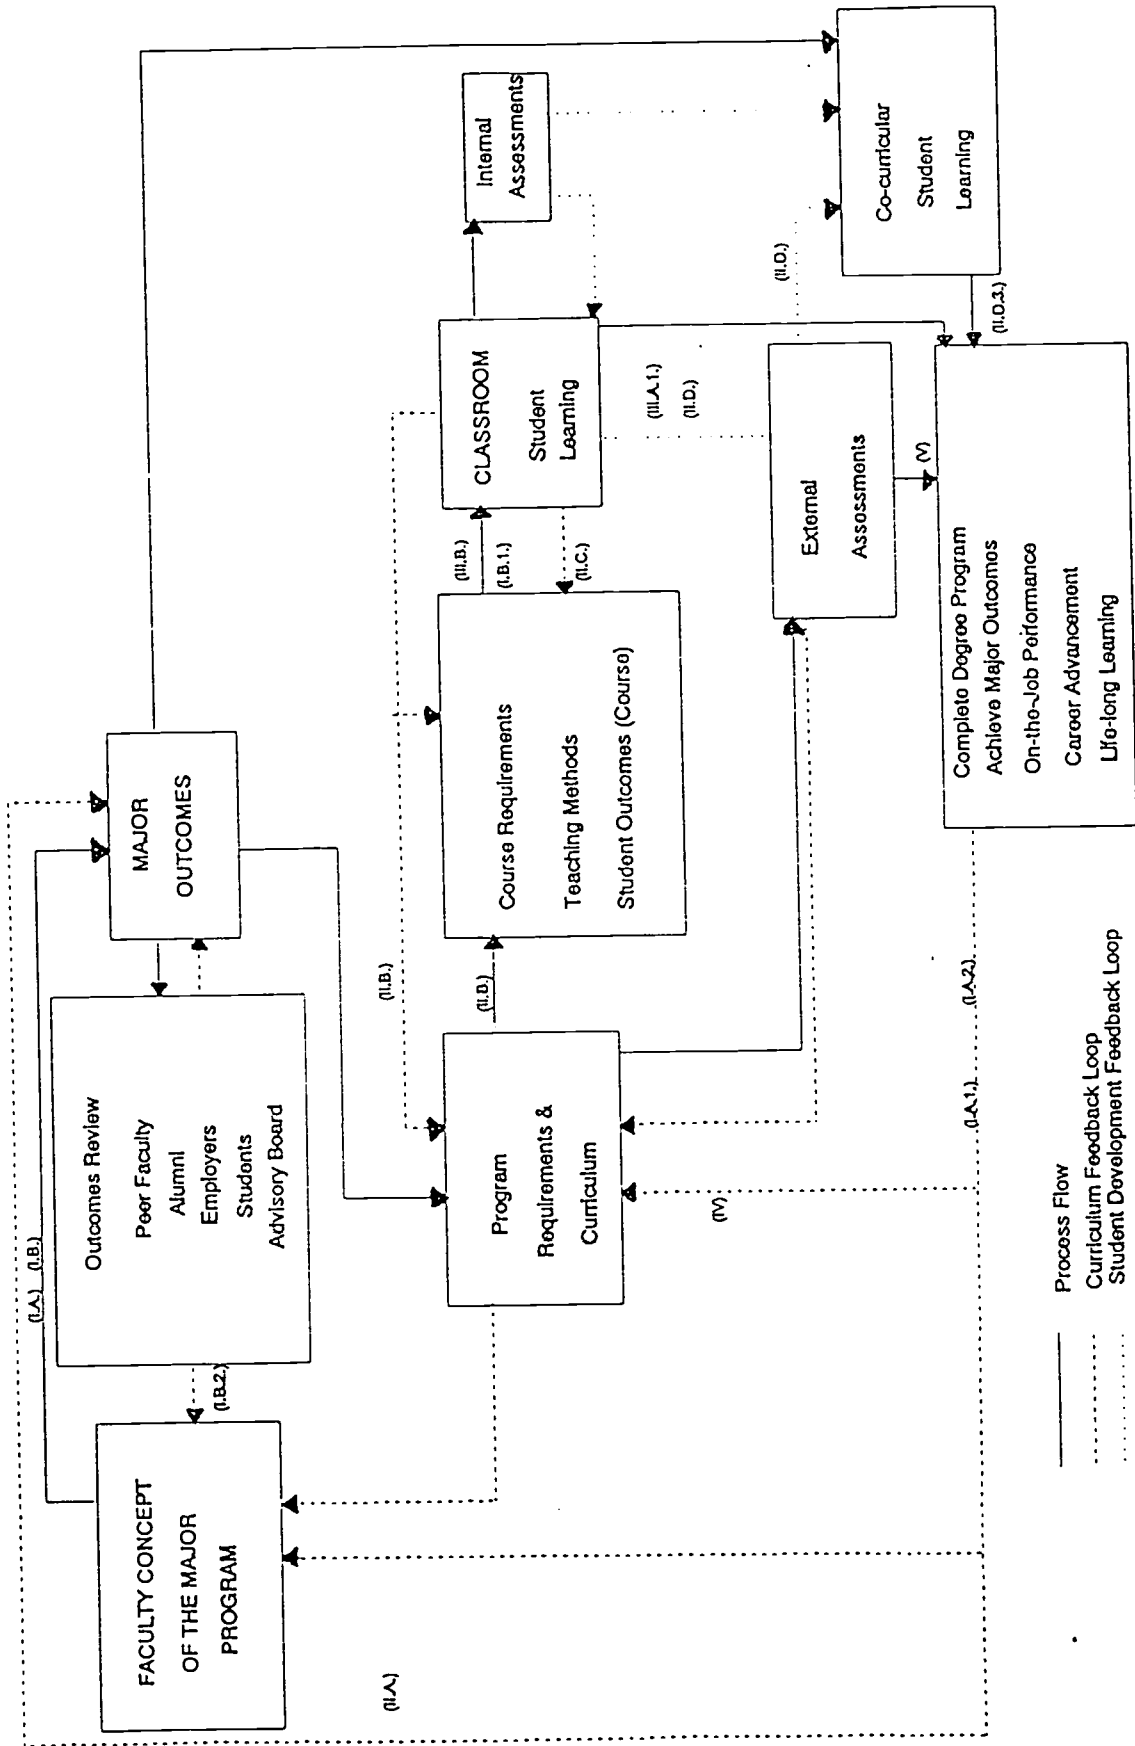 (I.A.) (I.B.)
FACULTY CONCEPT
OF THE MAJOR
PROGRAM
(I.B.2.)
Outcomes Review
Peer Faculty
Alumni
Employers
Students
Advisory Board
MAJOR
OUTCOMES
(II.A.)
(II.B.)
Program
Requirements &
Curriculum
(II.B.)
Course Requirements
Teaching Methods
Student Outcomes (Course)
(III.B.)
(I.B.1.)
(II.C.)
CLASSROOM
Student
Learning
Internal
Assessments
(III.A.1.)
(II.D.)
(II.D.)
(IV)
External
Assessments
(V)
Co-curricular
Student
Learning
(II.D.3.)
Complete Degree Program
Achieve Major Outcomes
On-the-Job Performance
Career Advancement
Life-long Learning
(I.A.1.)
(I.A.2.)
Process Flow
Curriculum Feedback Loop
Student Development Feedback Loop